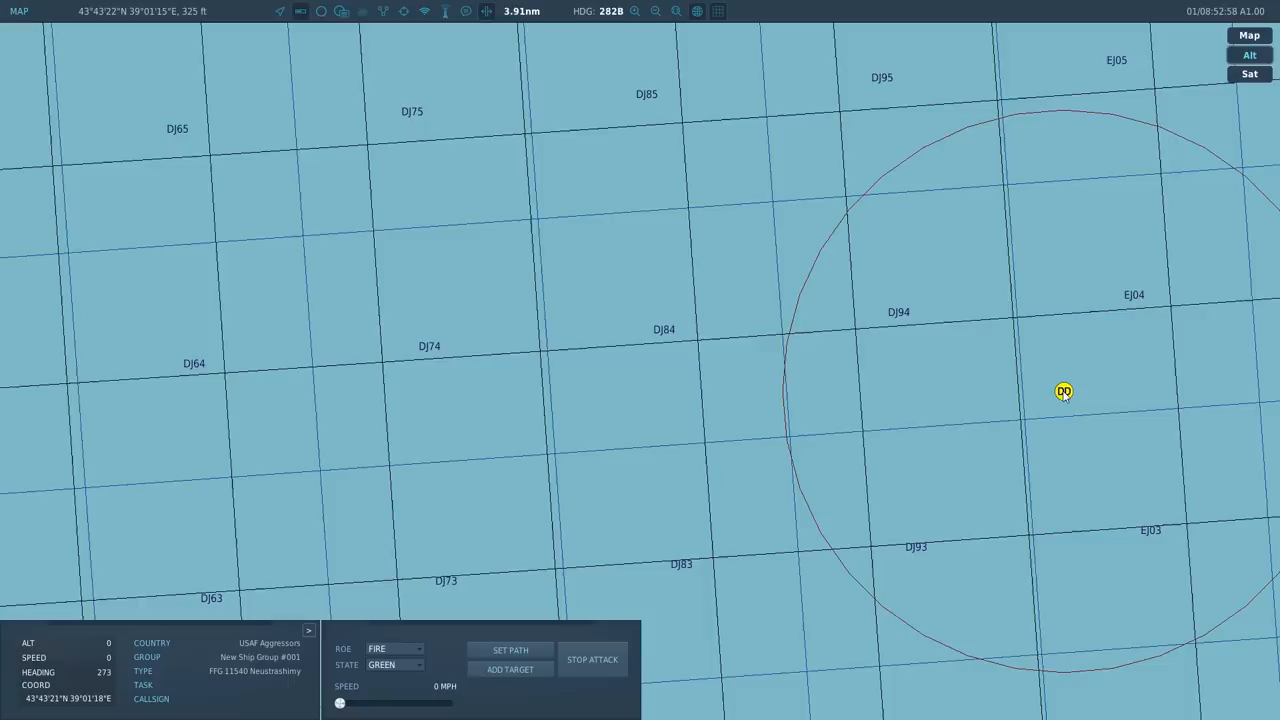 MAP 43°43'22"N 39°01'15"E, 325 ft 3.91nm HDG: 282B 01/08:52:58 A1.00
Map
Alt
Sat
EJ05
DJ95
DJ85
DJ75
DJ65
EJ04
DJ94
DJ84
DJ74
DJ64
DD
EJ03
DJ93
DJ83
DJ73
DJ63
>
ALT 0
SPEED 0
HEADING 273
COORD
43°43'21"N 39°01'18"E
COUNTRY USAF Aggressors
GROUP New Ship Group #001
TYPE FFG 11540 Neustrashimy
TASK
CALLSIGN
ROE FIRE
STATE GREEN
SET PATH
ADD TARGET
STOP ATTACK
SPEED 0 MPH